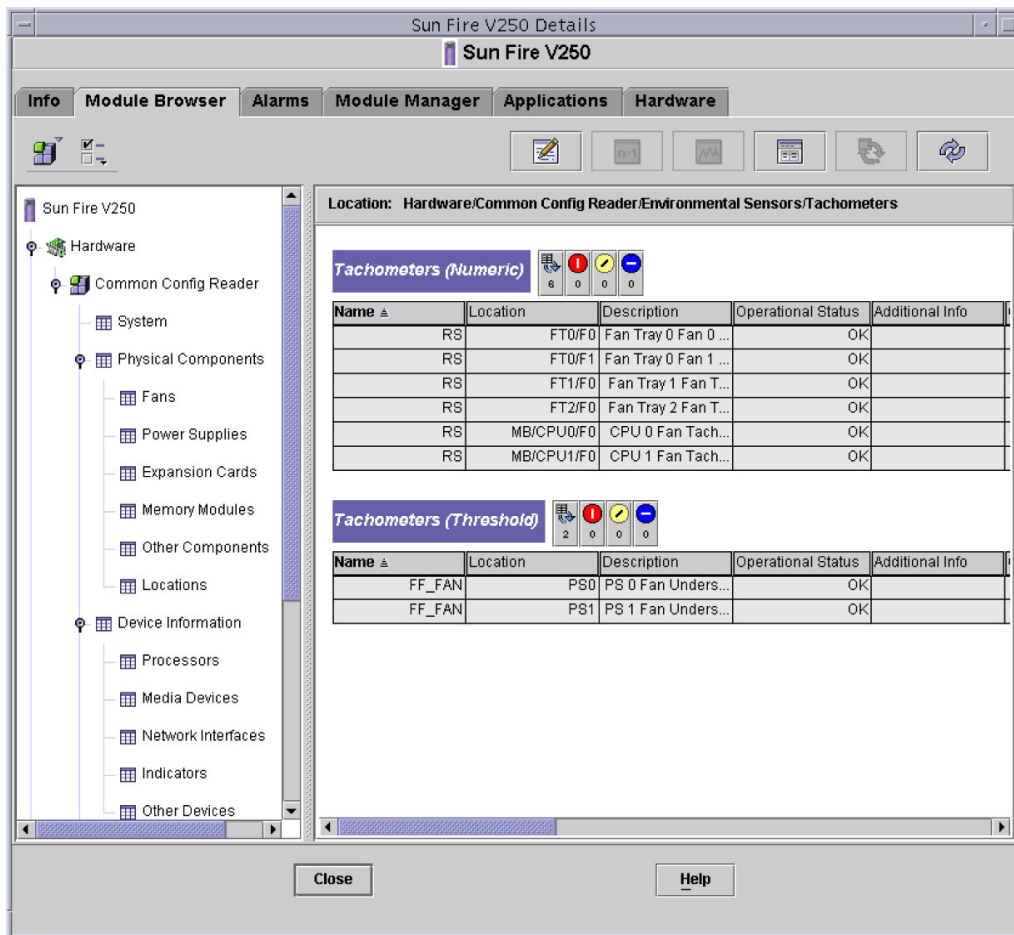 Sun Fire V250 Details
Sun Fire V250
Info Module Browser Alarms Module Manager Applications Hardware
n=1
Sun Fire V250
Hardware
Common Config Reader
System
Physical Components
Fans
Power Supplies
Expansion Cards
Memory Modules
Other Components
Locations
Device Information
Processors
Media Devices
Network Interfaces
Indicators
Other Devices
Location: Hardware/Common Config Reader/Environmental Sensors/Tachometers
Tachometers (Numeric) 6 0 0 0
Name Location Description Operational Status Additional Info
RS FT0/F0 Fan Tray 0 Fan 0 ... OK
RS FT0/F1 Fan Tray 0 Fan 1 ... OK
RS FT1/F0 Fan Tray 1 Fan T... OK
RS FT2/F0 Fan Tray 2 Fan T... OK
RS MB/CPU0/F0 CPU 0 Fan Tach... OK
RS MB/CPU1/F0 CPU 1 Fan Tach... OK
Tachometers (Threshold) 2 0 0 0
Name Location Description Operational Status Additional Info
FF_FAN PS0 PS 0 Fan Unders... OK
FF_FAN PS1 PS 1 Fan Unders... OK
Close Help